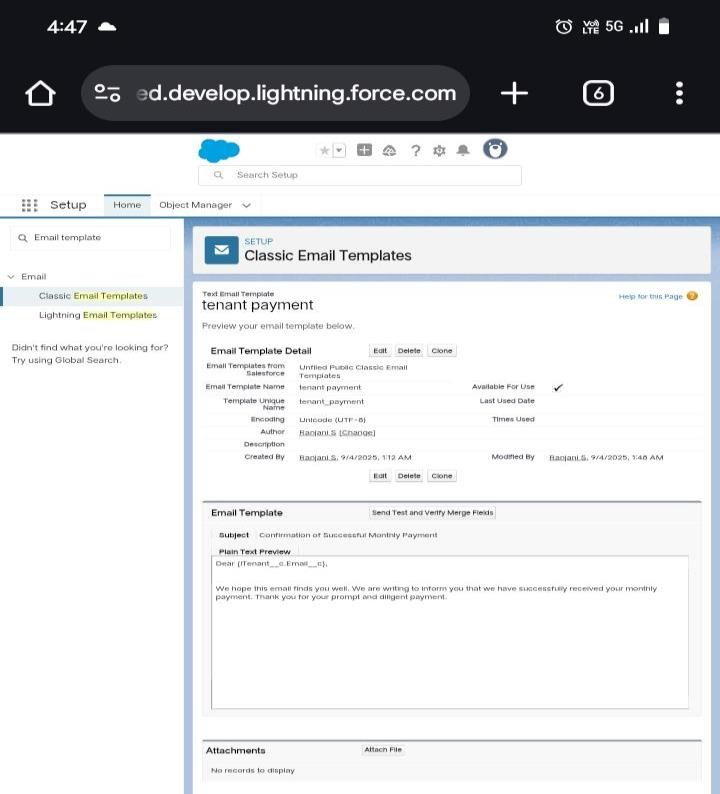 4:47
Vo)) LTE 5G
ed.develop.lightning.force.com
6
Search Setup
Setup Home Object Manager
Email template
Email
Classic Email Templates
Lightning Email Templates
Didn't find what you're looking for?
Try using Global Search.
SETUP
Classic Email Templates
Text Email Template
tenant payment
Help for this Page ?
Preview your email template below.
Email Template Detail Edit Delete Clone
Email Templates from Salesforce Unfiled Public Classic Email Templates
Email Template Name tenant payment Available For Use ✓
Template Unique Name tenant_payment Last Used Date
Encoding Unicode (UTF-8) Times Used
Author Ranjani S [Change]
Description
Created By Ranjani S, 9/4/2025, 1:12 AM Modified By Ranjani S, 9/4/2025, 1:48 AM
Edit Delete Clone
Email Template Send Test and Verify Merge Fields
Subject Confirmation of Successful Monthly Payment
Plain Text Preview
Dear {!Tenant__c.Email__c},
We hope this email finds you well. We are writing to inform you that we have successfully received your monthly
payment. Thank you for your prompt and diligent payment.
Attachments Attach File
No records to display